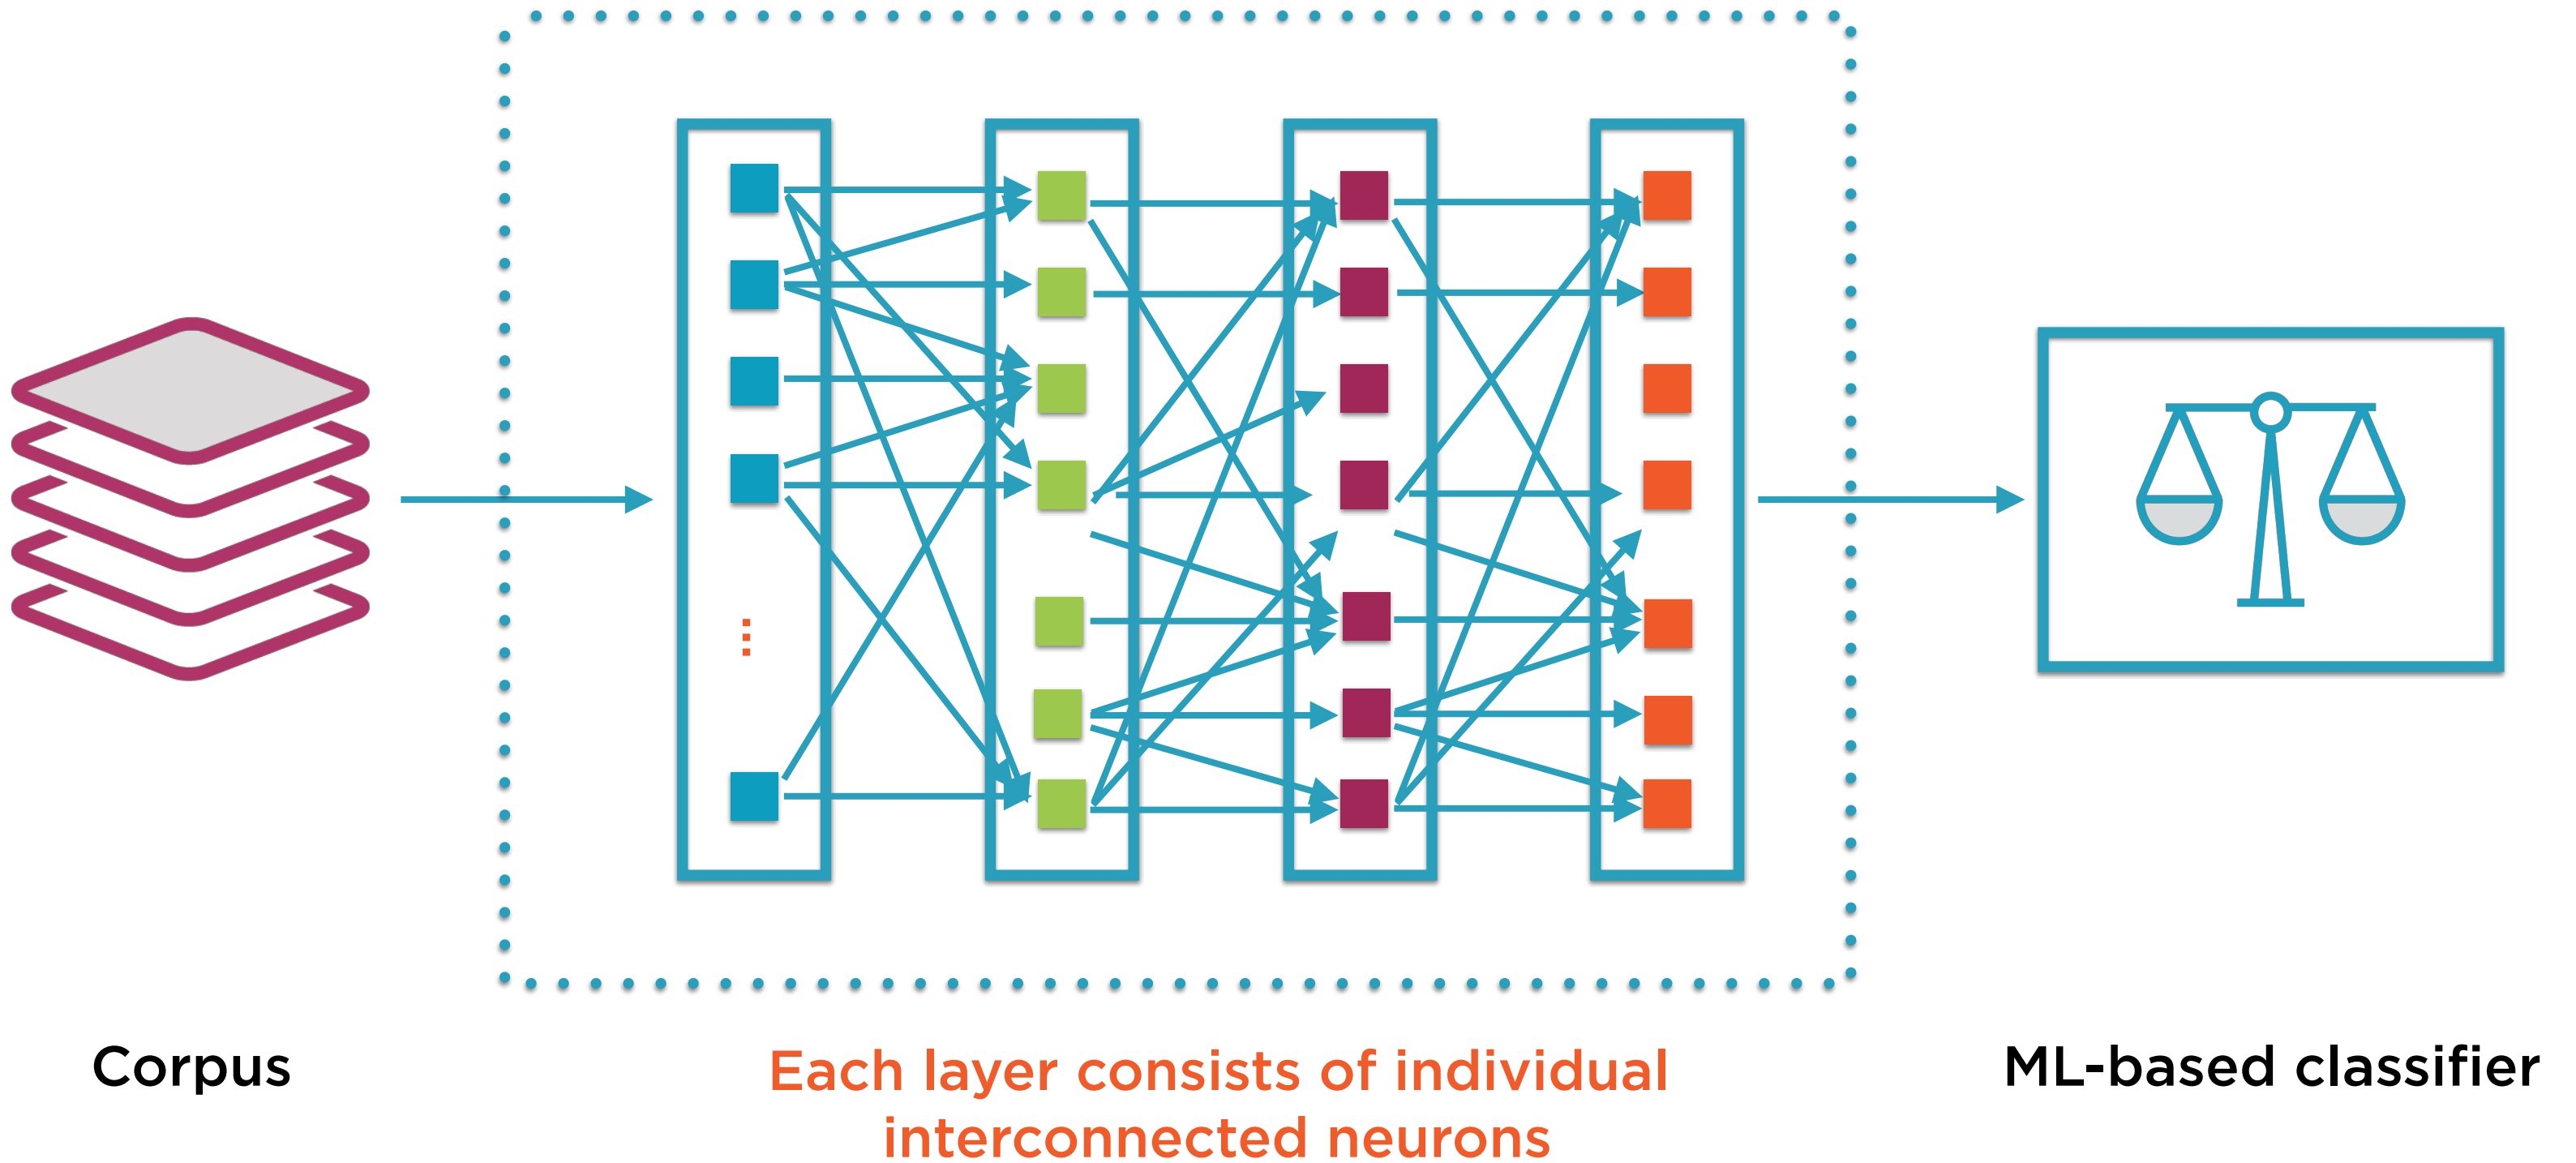 Corpus
Each layer consists of individual
interconnected neurons
ML-based classifier